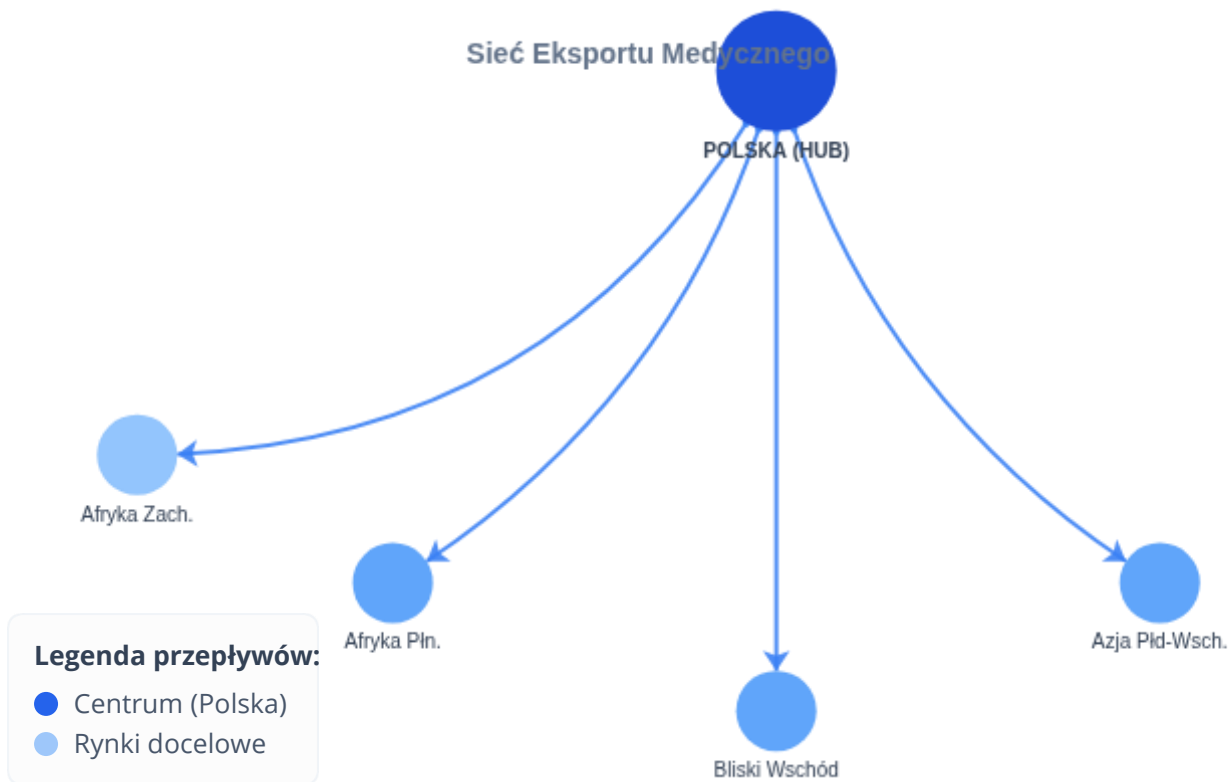 Sieć Eksportu Medycznego
POLSKA (HUB)
Afryka Zach.
Afryka Płn.
Azja Płd-Wsch.
Bliski Wschód
Legenda przepływów:
Centrum (Polska)
Rynki docelowe